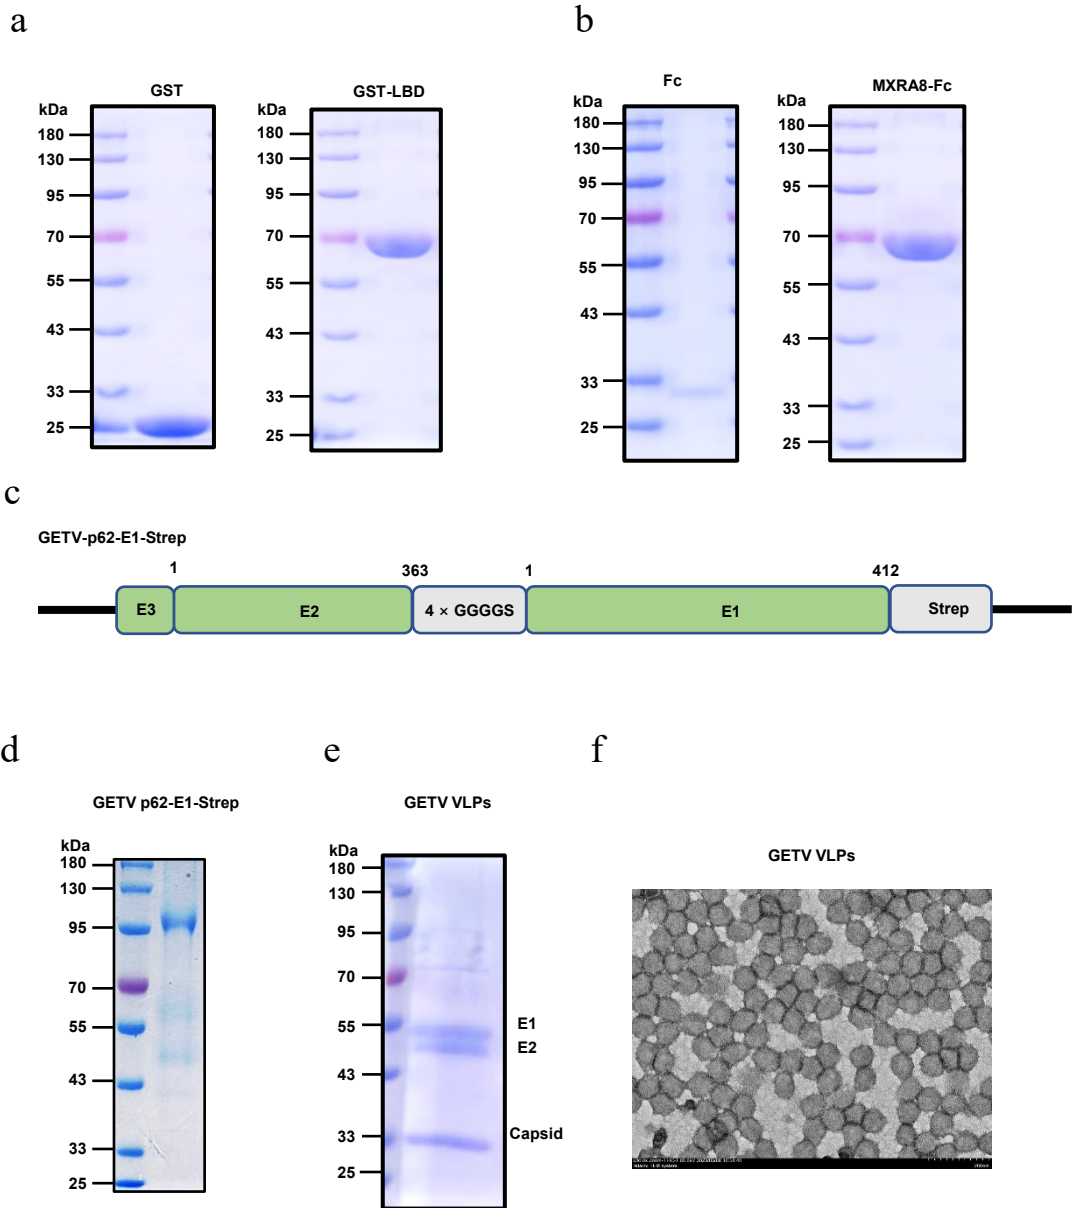 a
GST
kDa
180
130
95
70
55
43
33
25
GST-LBD
kDa
180
130
95
70
55
43
33
25
b
Fc
kDa
180
130
95
70
55
43
33
25
MXRA8-Fc
kDa
180
130
95
70
55
43
33
25
c
GETV-p62-E1-Strep
1 363 1 412
E3 E2 4 × GGGGS E1 Strep
d
GETV p62-E1-Strep
kDa
180
130
95
70
55
43
33
25
e
GETV VLPs
kDa
180
130
95
70
55
43
33
25
E1
E2
Capsid
f
GETV VLPs